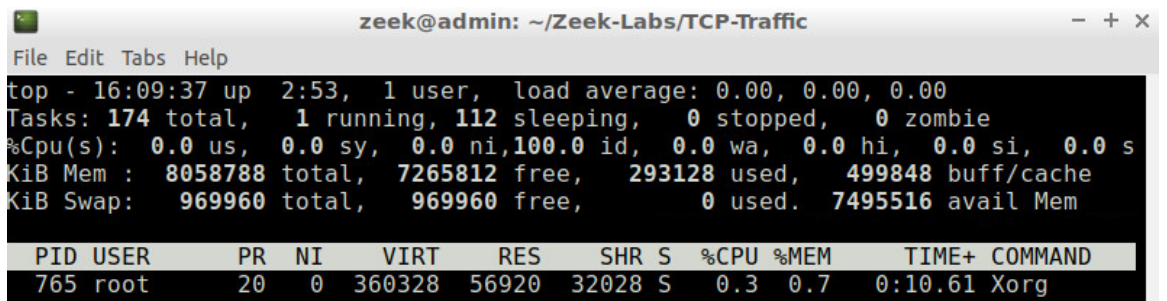 zeek@admin: ~/Zeek-Labs/TCP-Traffic
File Edit Tabs Help
top - 16:09:37 up  2:53,  1 user,  load average: 0.00, 0.00, 0.00
Tasks: 174 total,   1 running, 112 sleeping,   0 stopped,   0 zombie
%Cpu(s):  0.0 us,  0.0 sy,  0.0 ni,100.0 id,  0.0 wa,  0.0 hi,  0.0 si,  0.0 s
KiB Mem :  8058788 total,  7265812 free,   293128 used,   499848 buff/cache
KiB Swap:   969960 total,   969960 free,        0 used.  7495516 avail Mem
  PID USER      PR  NI    VIRT    RES    SHR S  %CPU %MEM     TIME+ COMMAND
  765 root      20   0  360328  56920  32028 S   0.3  0.7   0:10.61 Xorg